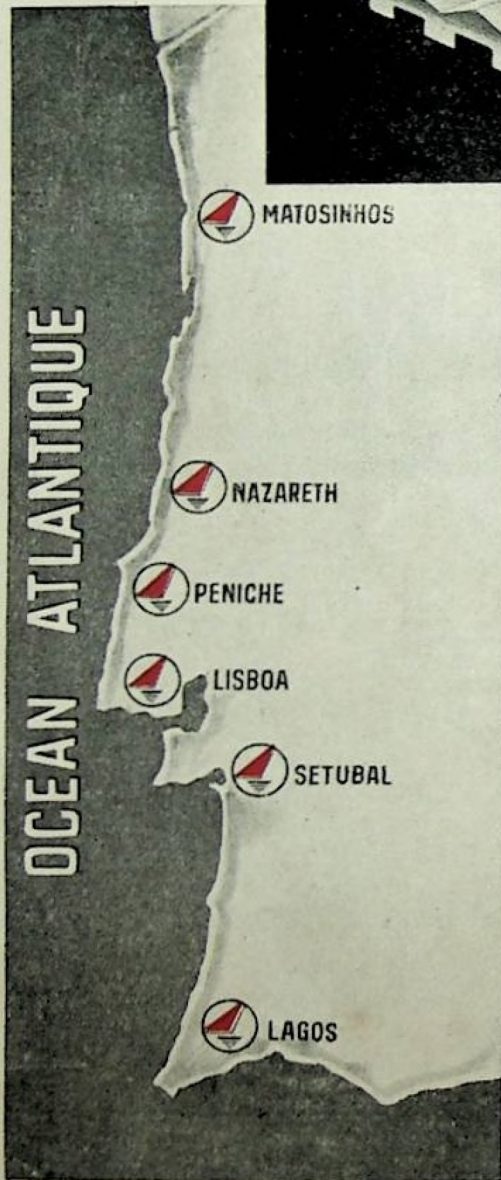 MATOSINHOS
OCEAN ATLANTIQUE
NAZARETH
PENICHE
LISBOA
SETUBAL
LAGOS